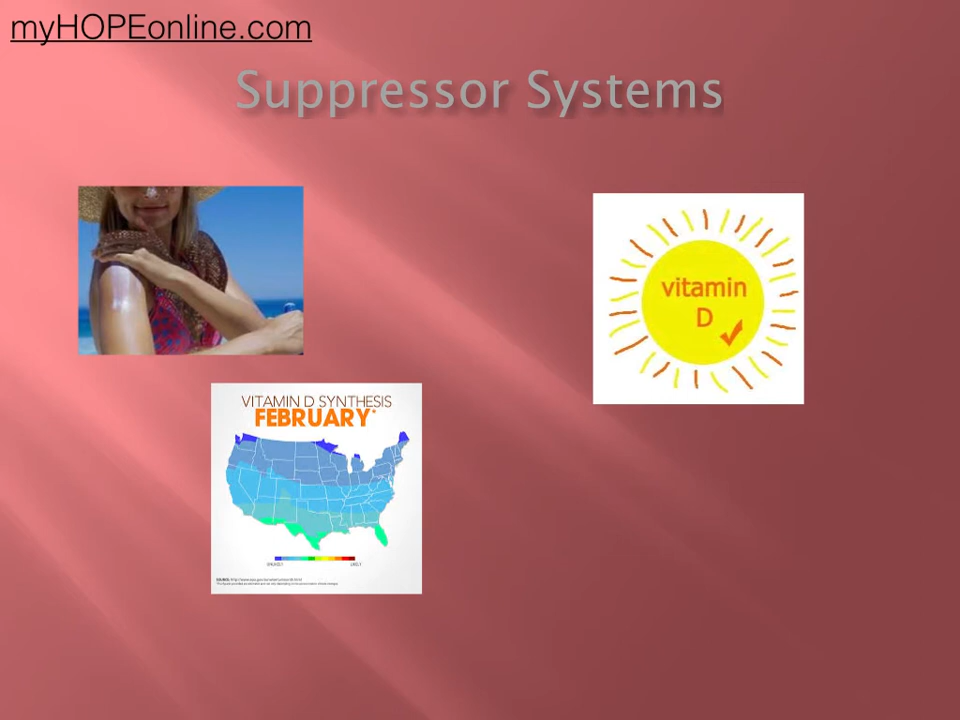 myHOPEonline.com
Suppressor Systems
vitamin
D
VITAMIN D SYNTHESIS
FEBRUARY*